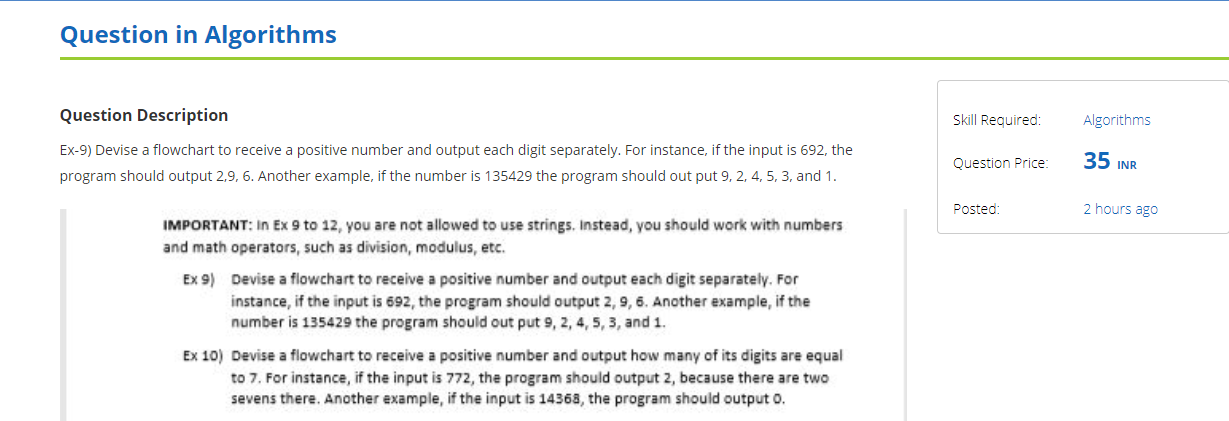 Question in Algorithms
Question Description
Ex-9) Devise a flowchart to receive a positive number and output each digit separately. For instance, if the input is 692, the
program should output 2,9, 6. Another example, if the number is 135429 the program should out put 9, 2, 4, 5, 3, and 1.
IMPORTANT: In Ex 9 to 12, you are not allowed to use strings. Instead, you should work with numbers
and math operators, such as division, modulus, etc.
Ex 9) Devise a flowchart to receive a positive number and output each digit separately. For
instance, if the input is 692, the program should output 2, 9, 6. Another example, if the
number is 135429 the program should out put 9, 2, 4, 5, 3, and 1.
Ex 10) Devise a flowchart to receive a positive number and output how many of its digits are equal
to 7. For instance, if the input is 772, the program should output 2, because there are two
sevens there. Another example, if the input is 14368, the program should output 0.
Skill Required: Algorithms
Question Price: 35 INR
Posted: 2 hours ago